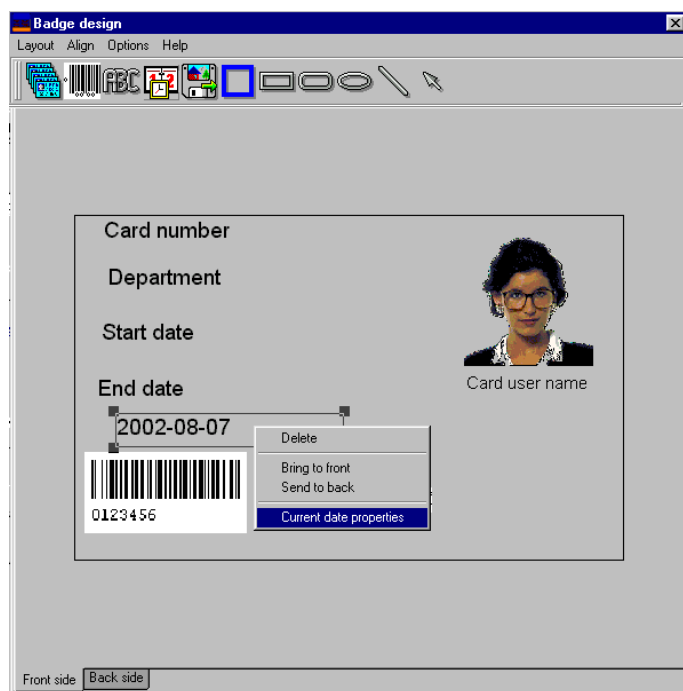 Badge design
Layout Align Options Help
ABC
Card number
Department
Start date
End date
Card user name
2002-08-07
Delete
Bring to front
Send to back
Current date properties
0123456
Front side Back side